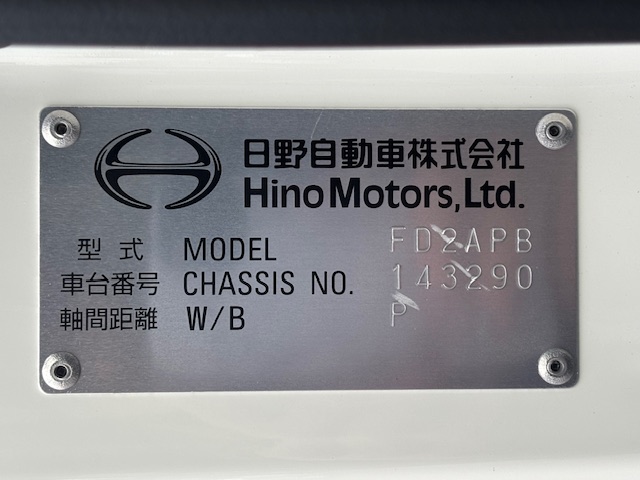 日野自動車株式会社
Hino Motors, Ltd.
型式 MODEL FD2APB
車台番号 CHASSIS NO. 143290
軸間距離 W/B P